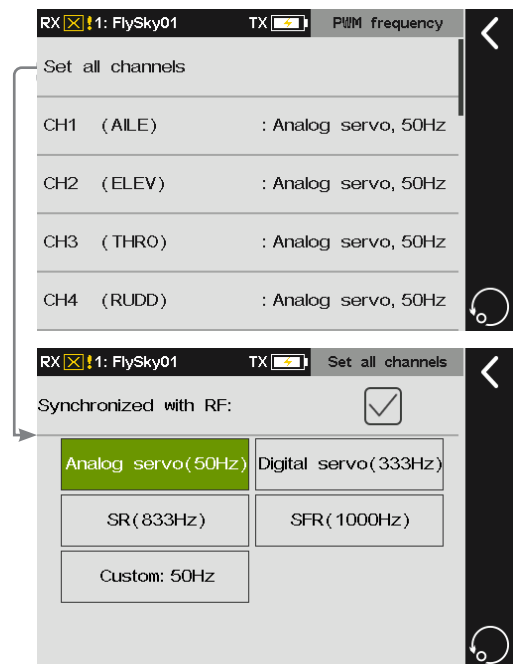 RX !1: FlySky01 TX PWM frequency
Set all channels
CH1 (AILE) : Analog servo, 50Hz
CH2 (ELEV) : Analog servo, 50Hz
CH3 (THRO) : Analog servo, 50Hz
CH4 (RUDD) : Analog servo, 50Hz
RX !1: FlySky01 TX Set all channels
Synchronized with RF:
Analog servo(50Hz) Digital servo(333Hz)
SR(833Hz) SFR(1000Hz)
Custom: 50Hz